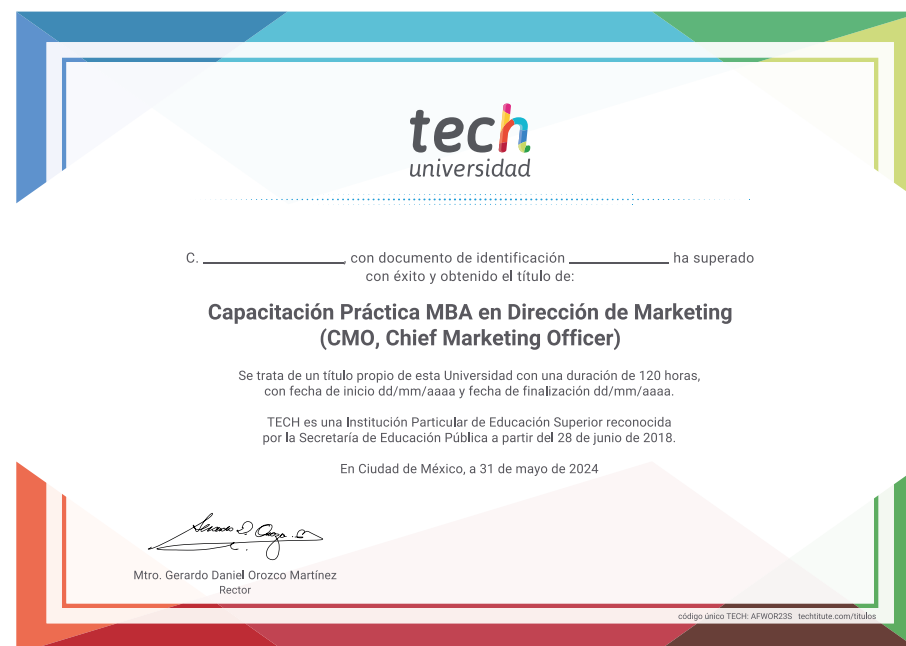 tech
universidad
C. ____________, con documento de identificación ____________ ha superado
con éxito y obtenido el título de:
Capacitación Práctica MBA en Dirección de Marketing
(CMO, Chief Marketing Officer)
Se trata de un título propio de esta Universidad con una duración de 120 horas,
con fecha de inicio dd/mm/aaaa y fecha de finalización dd/mm/aaaa.
TECH es una Institución Particular de Educación Superior reconocida
por la Secretaría de Educación Pública a partir del 28 de junio de 2018.
En Ciudad de México, a 31 de mayo de 2024
Mtro. Gerardo Daniel Orozco Martínez
Rector
código único TECH: AFWOR23S techtitute.com/titulos